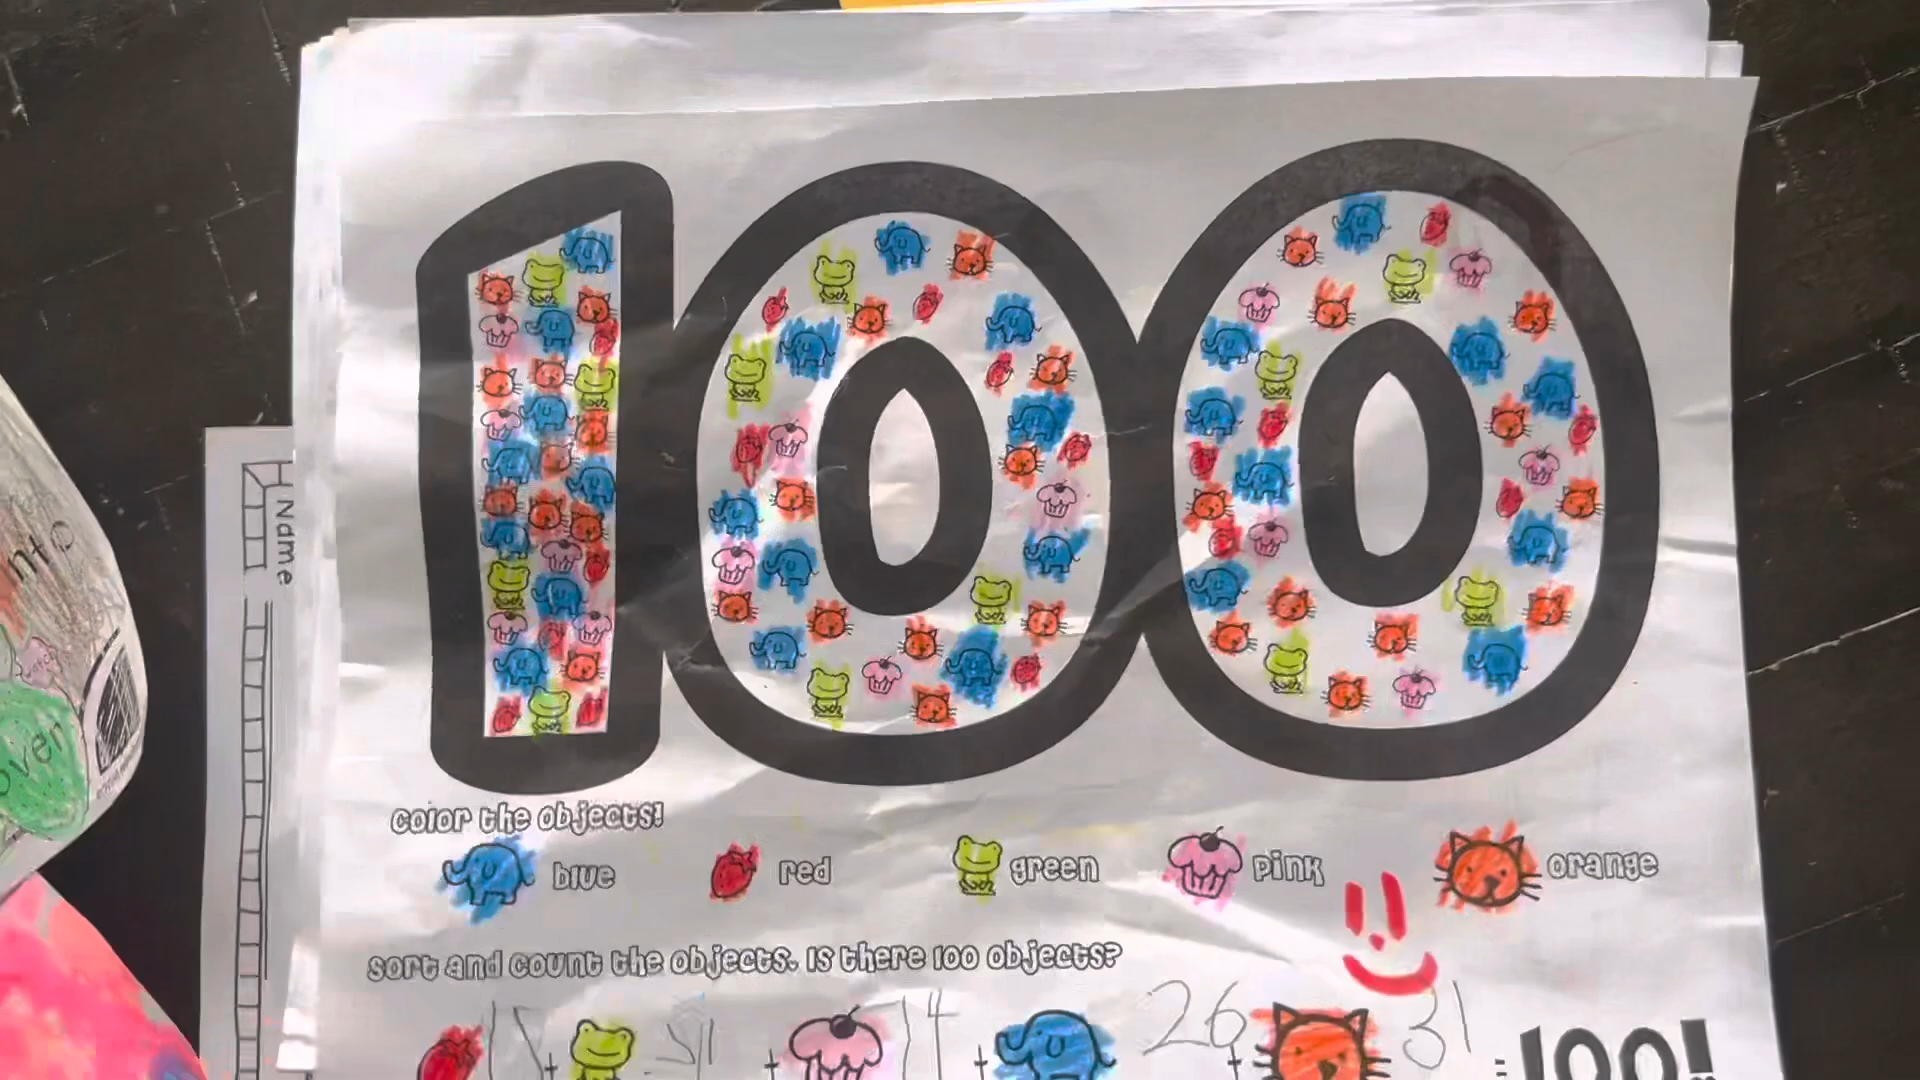 100
Name
over
color the objects!
blue
red
green
pink
orange
sort and count the objects. Is there 100 objects?
+ + 14 + 26 + 31 = 100!